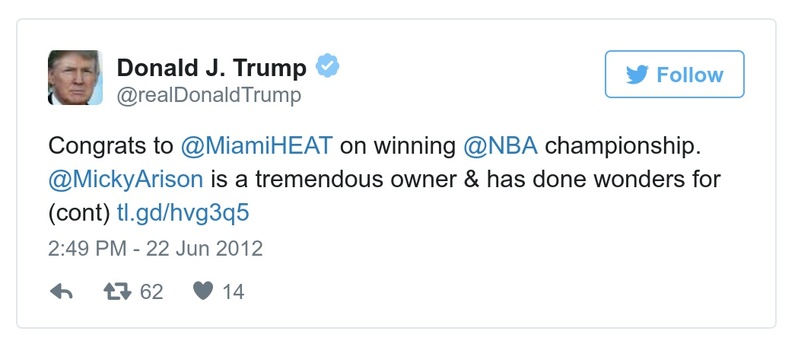 Donald J. Trump
@realDonaldTrump
Follow
Congrats to @MiamiHEAT on winning @NBA championship.
@MickyArison is a tremendous owner & has done wonders for
(cont) tl.gd/hvg3q5
2:49 PM - 22 Jun 2012
62 14